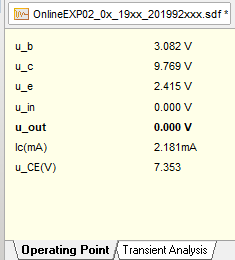 OnlineEXP02_0x_19xx_201992xxx.sdf *
u_b 3.082 V
u_c 9.769 V
u_e 2.415 V
u_in 0.000 V
u_out 0.000 V
Ic(mA) 2.181mA
u_CE(V) 7.353
Operating Point Transient Analysis